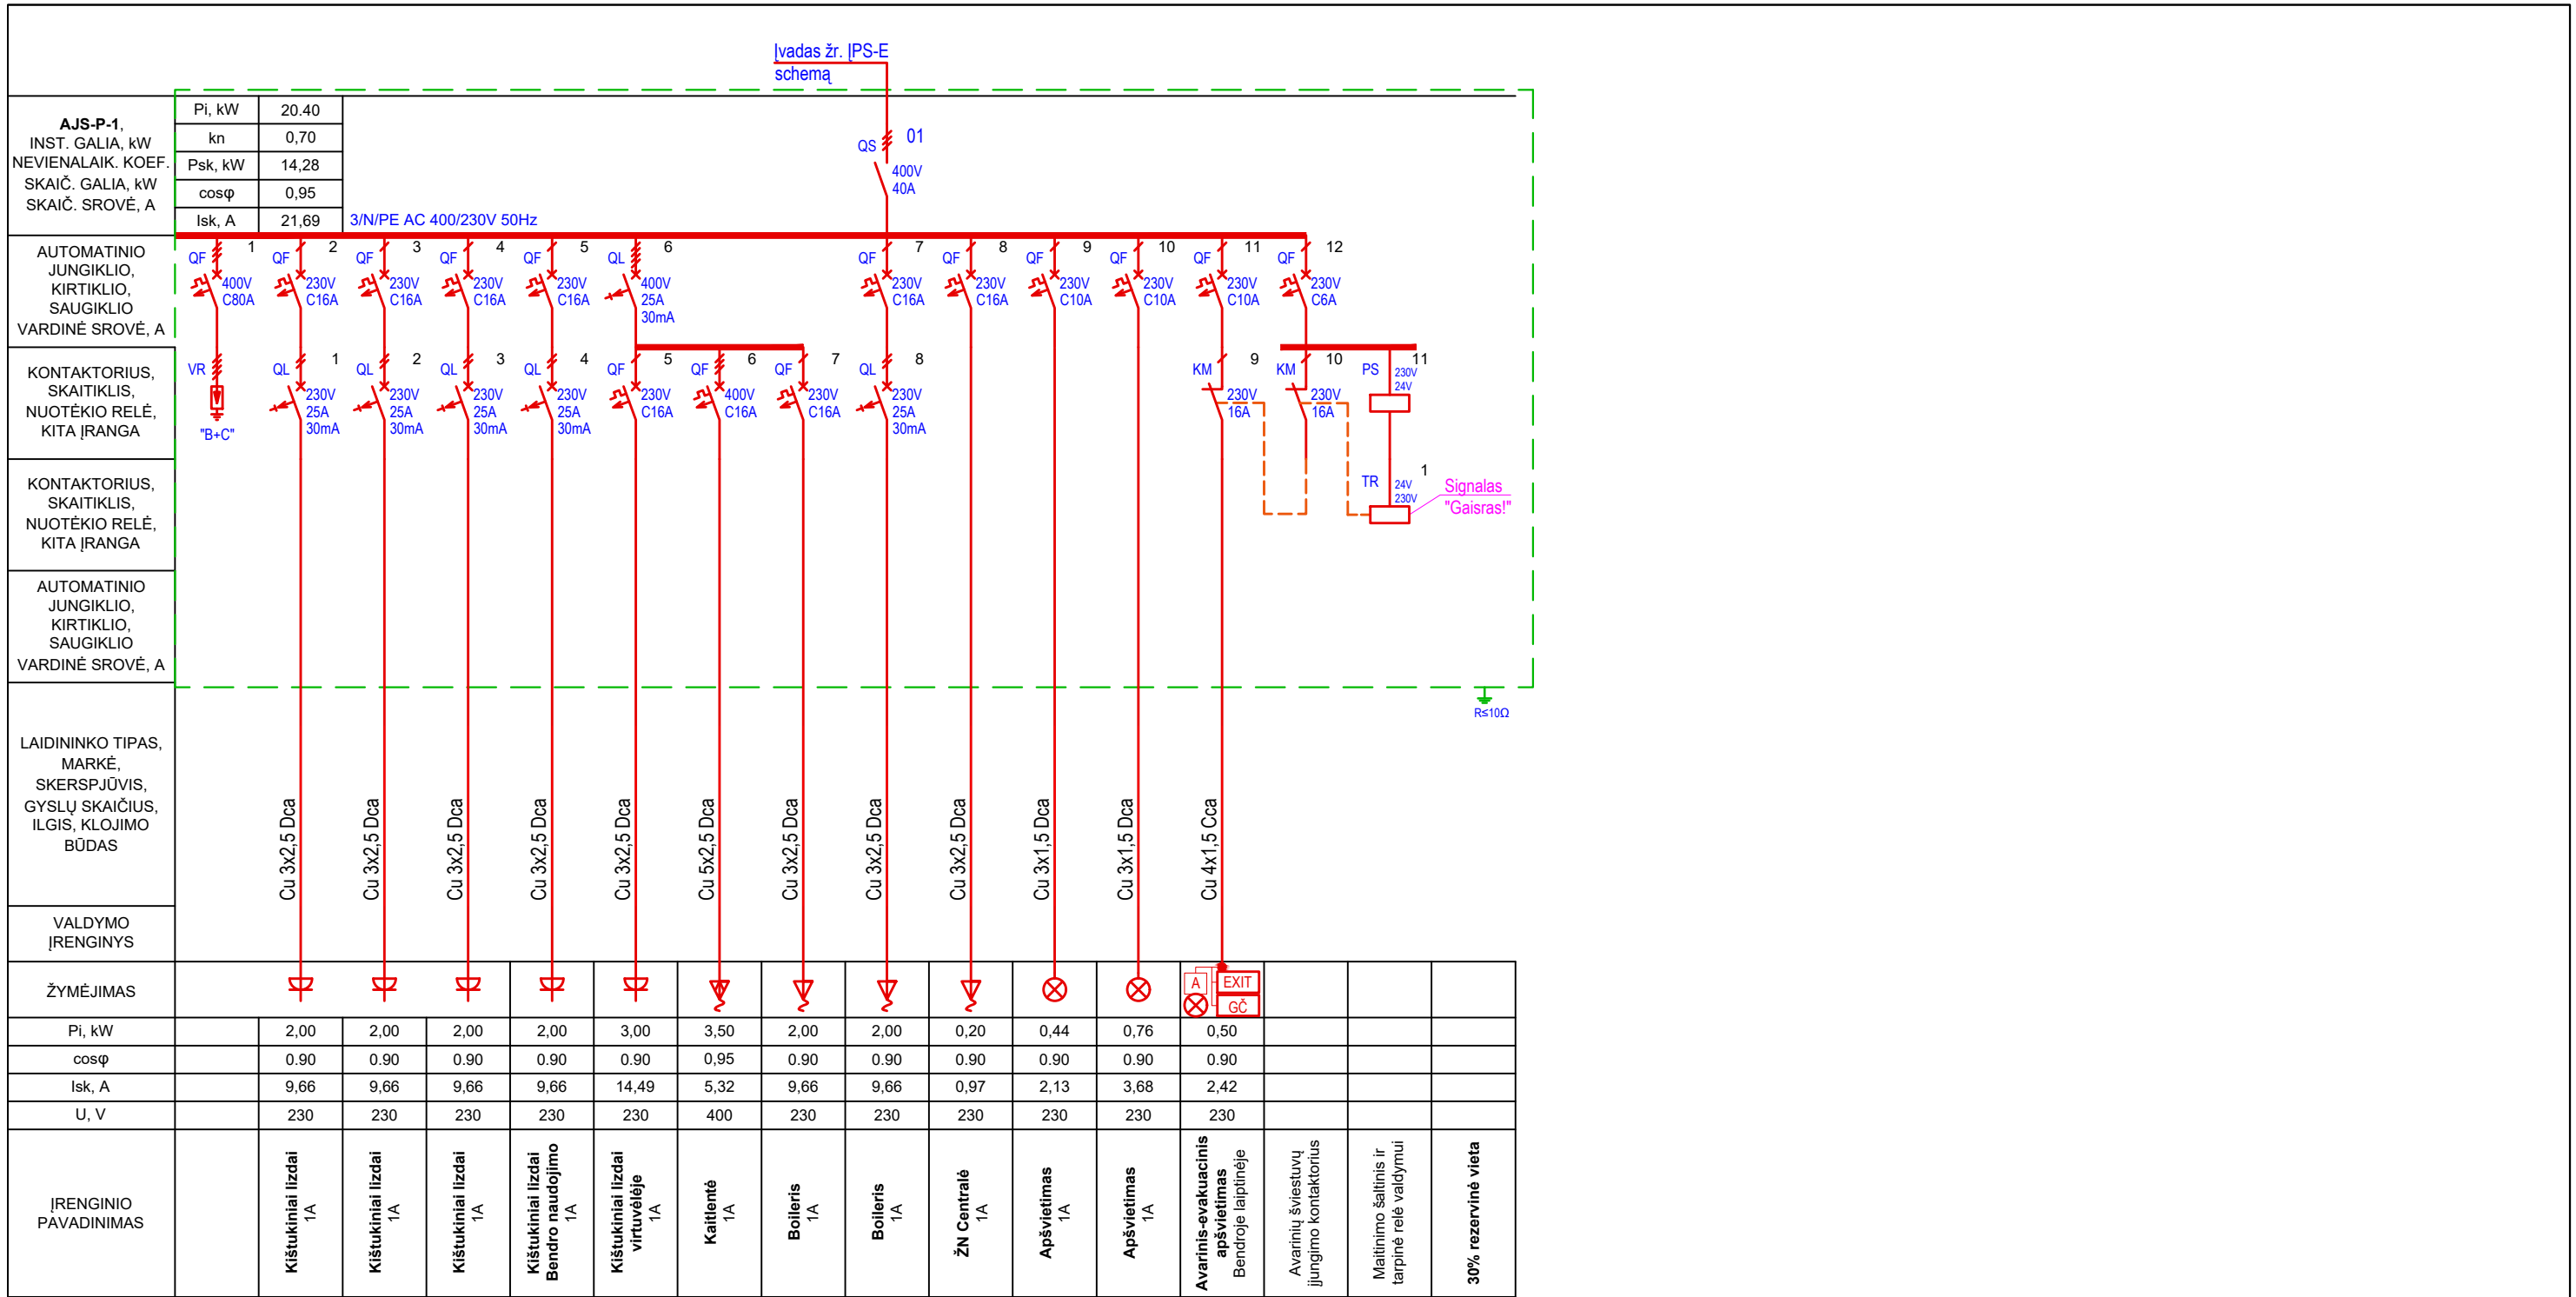 Įvadas žr. ĮPS-E
schemą
AJS-P-1,
INST. GALIA, kW
NEVIENALAIK. KOEF.
SKAIČ. GALIA, kW
SKAIČ. SROVĖ, A
Pi, kW 20.40
kn 0,70
Psk, kW 14,28
cosφ 0,95
Isk, A 21,69
3/N/PE AC 400/230V 50Hz
QS 01
400V
40A
AUTOMATINIO
JUNGIKLIO,
KIRTIKLIO,
SAUGIKLIO
VARDINĖ SROVĖ, A
QF 1
400V
C80A
QF 2
230V
C16A
QF 3
230V
C16A
QF 4
230V
C16A
QF 5
230V
C16A
QL 6
400V
25A
30mA
QF 7
230V
C16A
QF 8
230V
C16A
QF 9
230V
C10A
QF 10
230V
C10A
QF 11
230V
C10A
QF 12
230V
C6A
KONTAKTORIUS,
SKAITIKLIS,
NUOTĖKIO RELĖ,
KITA ĮRANGA
VR
"B+C"
QL 1
230V
25A
30mA
QL 2
230V
25A
30mA
QL 3
230V
25A
30mA
QL 4
230V
25A
30mA
QF 5
230V
C16A
QF 6
400V
C16A
QF 7
230V
C16A
QL 8
230V
25A
30mA
KM 9
230V
16A
KM 10
230V
16A
PS 11
230V
24V
KONTAKTORIUS,
SKAITIKLIS,
NUOTĖKIO RELĖ,
KITA ĮRANGA
TR 1
24V
230V
Signalas
"Gaisras!"
AUTOMATINIO
JUNGIKLIO,
KIRTIKLIO,
SAUGIKLIO
VARDINĖ SROVĖ, A
R≤10Ω
LAIDININKO TIPAS,
MARKĖ,
SKERSPJŪVIS,
GYSLŲ SKAIČIUS,
ILGIS, KLOJIMO
BŪDAS
Cu 3x2,5 Dca
Cu 3x2,5 Dca
Cu 3x2,5 Dca
Cu 3x2,5 Dca
Cu 3x2,5 Dca
Cu 5x2,5 Dca
Cu 3x2,5 Dca
Cu 3x2,5 Dca
Cu 3x2,5 Dca
Cu 3x1,5 Dca
Cu 3x1,5 Dca
Cu 4x1,5 Cca
VALDYMO
ĮRENGINYS
ŽYMĖJIMAS
A EXIT
GČ
Pi, kW 2,00 2,00 2,00 2,00 3,00 3,50 2,00 2,00 0,20 0,44 0,76 0,50
cosφ 0.90 0.90 0.90 0.90 0.90 0,95 0.90 0.90 0.90 0.90 0.90 0.90
Isk, A 9,66 9,66 9,66 9,66 14,49 5,32 9,66 9,66 0,97 2,13 3,68 2,42
U, V 230 230 230 230 230 400 230 230 230 230 230 230
ĮRENGINIO
PAVADINIMAS
Kištukiniai lizdai
1A
Kištukiniai lizdai
1A
Kištukiniai lizdai
1A
Kištukiniai lizdai
Bendro naudojimo
1A
Kištukiniai lizdai
virtuvėlėje
1A
Kaitlentė
1A
Boileris
1A
Boileris
1A
ŽN Centralė
1A
Apšvietimas
1A
Apšvietimas
1A
Avarinis-evakuacinis
apšvietimas
Bendroje laiptinėje
Avarinių šviestuvų
įjungimo kontaktorius
Maitinimo šaltinis ir
tarpinė relė valdymui
30% rezervinė vieta